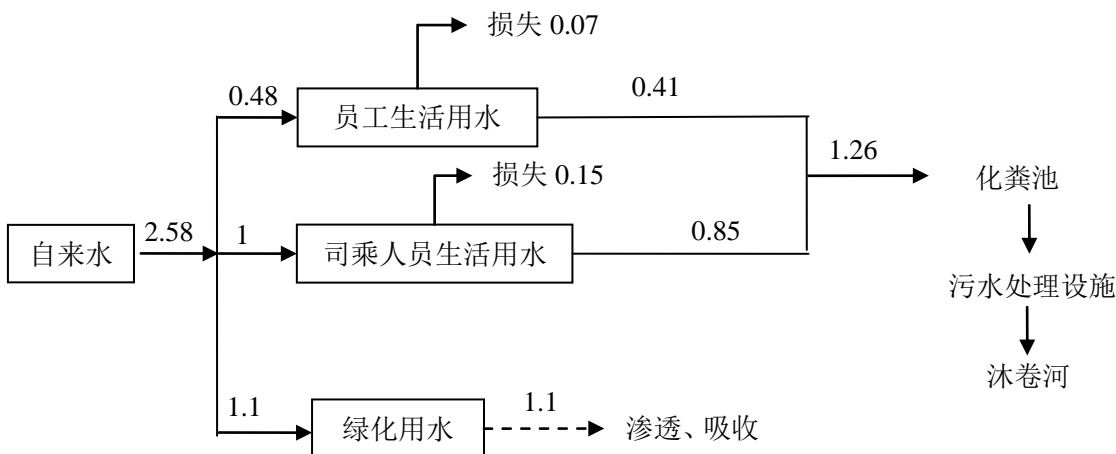 损失 0.07
0.48
员工生活用水
0.41
1.26
化粪池
损失 0.15
自来水
2.58
1
司乘人员生活用水
0.85
污水处理设施
沐卷河
1.1
绿化用水
1.1
渗透、吸收